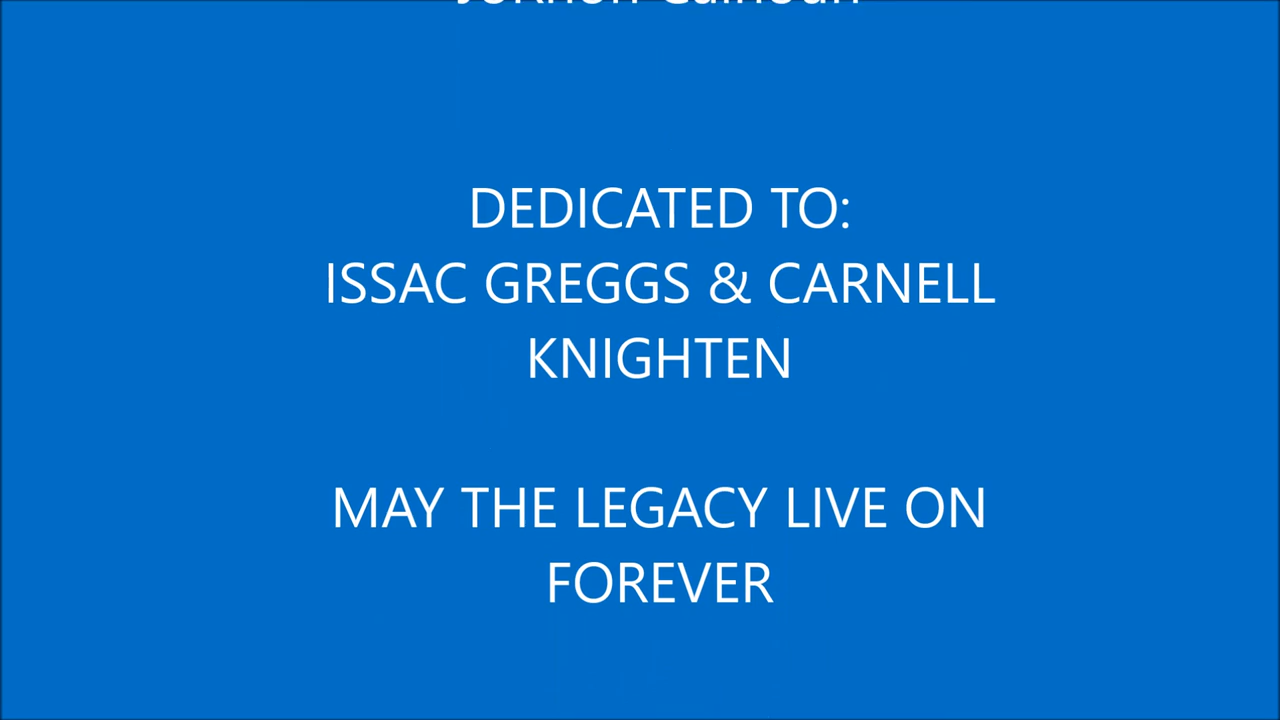 DEDICATED TO:
ISSAC GREGGS & CARNELL
KNIGHTEN
MAY THE LEGACY LIVE ON
FOREVER